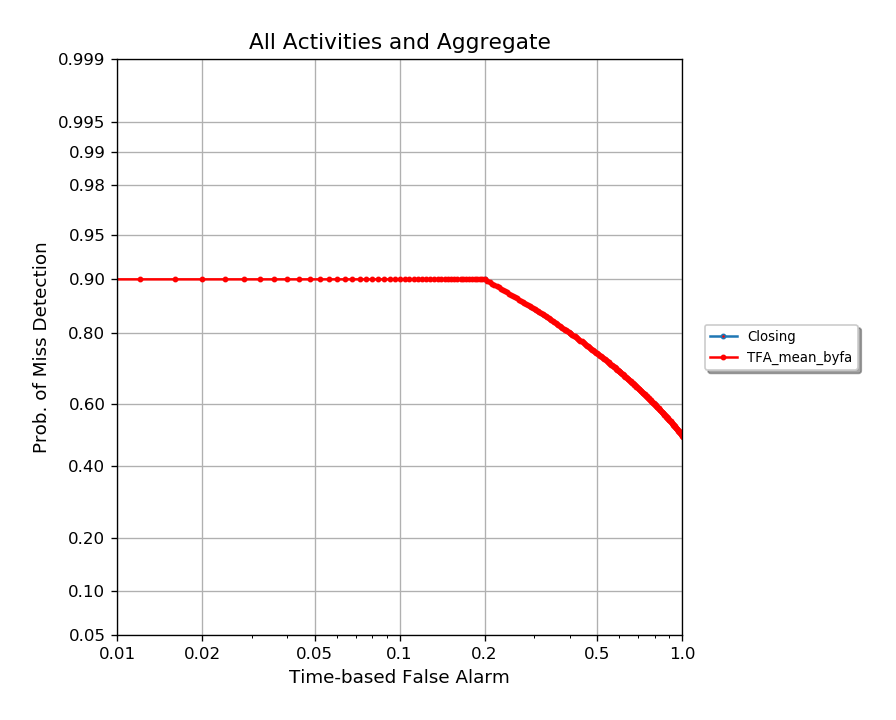 All Activities and Aggregate
0.999
0.995
0.99
0.98
0.95
0.90
0.80
0.60
0.40
0.20
0.10
0.05
Prob. of Miss Detection
0.01 0.02 0.05 0.1 0.2 0.5 1.0
Time-based False Alarm
Closing
TFA_mean_byfa